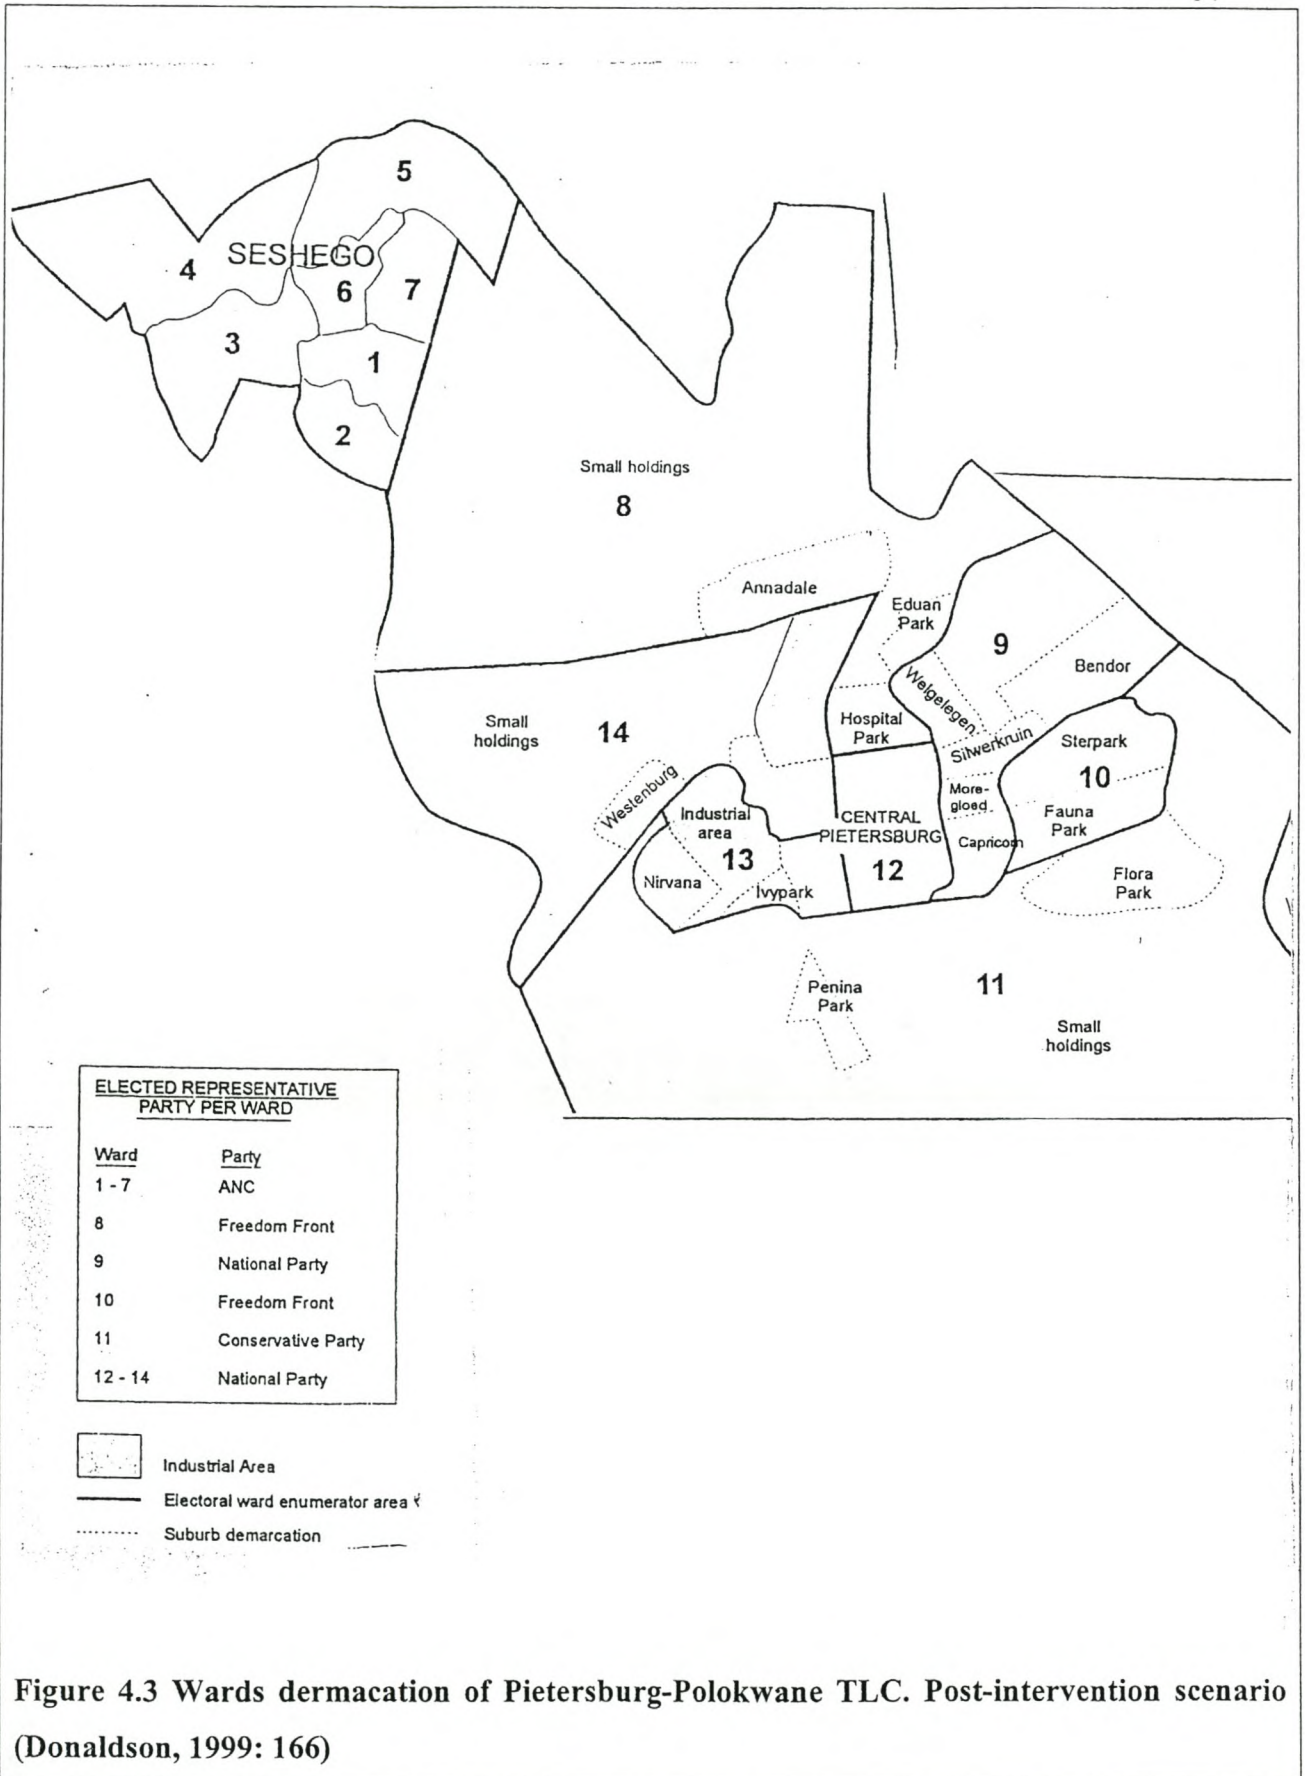 5
SESHEGO
4
6
7
3
1
2
Small holdings
8
Annadale
Eduan
Park
9
Bendor
Welgelegen
Small
holdings
14
Hospital
Park
Silwerkruin
Sterpark
10
Westenburg
More-
gloed
Industrial
area
CENTRAL
PIETERSBURG
Fauna
Park
Capricorn
13
12
Nirvana
Ivypark
Flora
Park
Penina
Park
11
Small
holdings
ELECTED REPRESENTATIVE
PARTY PER WARD
Ward Party
1 - 7 ANC
8 Freedom Front
9 National Party
10 Freedom Front
11 Conservative Party
12 - 14 National Party
Industrial Area
Electoral ward enumerator area
Suburb demarcation
Figure 4.3 Wards dermacation of Pietersburg-Polokwane TLC. Post-intervention scenario
(Donaldson, 1999: 166)